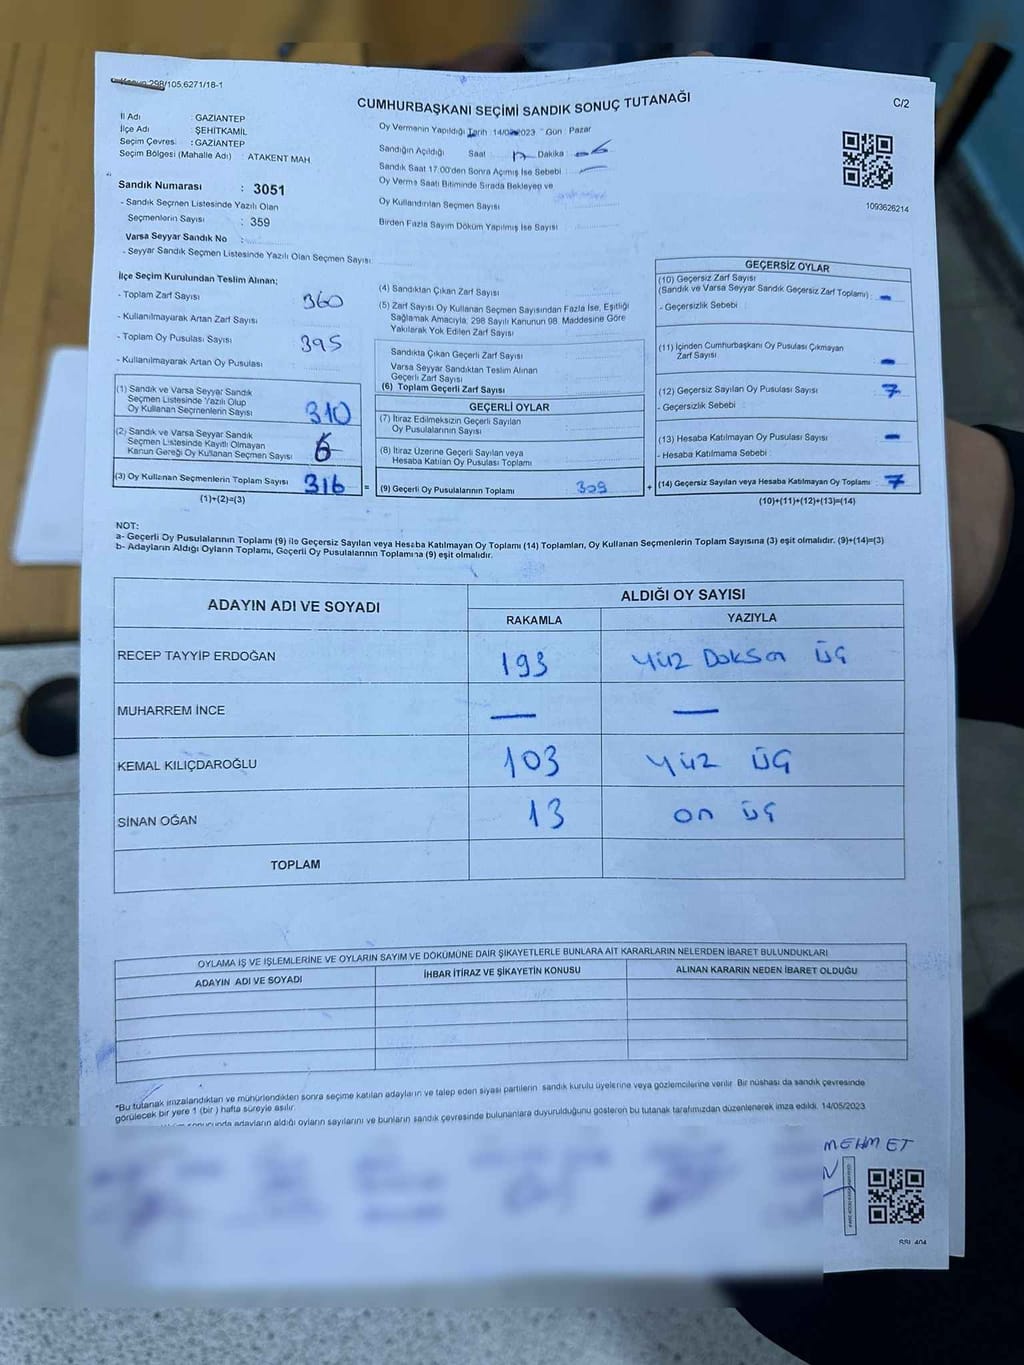 298/105,6271/18-1
CUMHURBAŞKANI SEÇİMİ SANDIK SONUÇ TUTANAĞI
C/2
İl Adı : GAZİANTEP
İlçe Adı : ŞEHİTKAMİL
Seçim Çevresi : GAZİANTEP
Seçim Bölgesi (Mahalle Adı) : ATAKENT MAH
Oy Vermenin Yapıldığı Tarih : 14/05/2023 Gün : Pazar
Sandığın Açıldığı Saat : 17 Dakika : 06
Sandık Saat 17.00'den Sonra Açımış İse Sebebi :
Oy Verme Saati Bitiminde Sırada Bekleyen ve
Oy Kullandırılan Seçmen Sayısı
Birden Fazla Sayım Döküm Yapılmış İse Sayısı :
1093626214
Sandık Numarası : 3051
- Sandık Seçmen Listesinde Yazılı Olan
Seçmenlerin Sayısı : 359
Varsa Seyyar Sandık No :
- Seyyar Sandık Seçmen Listesinde Yazılı Olan Seçmen Sayısı:
İlçe Seçim Kurulundan Teslim Alınan;
- Toplam Zarf Sayısı 360
- Kullanılmayarak Artan Zarf Sayısı
- Toplam Oy Pusulası Sayısı 395
- Kullanılmayarak Artan Oy Pusulası
(1) Sandık ve Varsa Seyyar Sandık
Seçmen Listesinde Yazılı Olup
Oy Kullanan Seçmenlerin Sayısı 310
(2) Sandık ve Varsa Seyyar Sandık
Seçmen Listesinde Kayıtlı Olmayan
Kanun Gereği Oy Kullanan Seçmen Sayısı 6
(3) Oy Kullanan Seçmenlerin Toplam Sayısı 316
(1)+(2)=(3)
(4) Sandıktan Çıkan Zarf Sayısı
(5) Zarf Sayısı Oy Kullanan Seçmen Sayısından Fazla İse, Eşitliği
Sağlamak Amacıyla, 298 Sayılı Kanunun 98. Maddesine Göre
Yakılarak Yok Edilen Zarf Sayısı
Sandıkta Çıkan Geçerli Zarf Sayısı
Varsa Seyyar Sandıktan Teslim Alınan
Geçerli Zarf Sayısı
(6) Toplam Geçerli Zarf Sayısı
GEÇERLİ OYLAR
(7) İtiraz Edilmeksizin Geçerli Sayılan
Oy Pusulalarının Sayısı
(8) İtiraz Üzerine Geçerli Sayılan veya
Hesaba Katılan Oy Pusulası Toplamı
= (9) Geçerli Oy Pusulalarının Toplamı 309 +
GEÇERSİZ OYLAR
(10) Geçersiz Zarf Sayısı
(Sandık ve Varsa Seyyar Sandık Geçersiz Zarf Toplamı) : –
- Geçersizlik Sebebi :
(11) İçinden Cumhurbaşkanı Oy Pusulası Çıkmayan
Zarf Sayısı –
(12) Geçersiz Sayılan Oy Pusulası Sayısı 7
- Geçersizlik Sebebi
(13) Hesaba Katılmayan Oy Pusulası Sayısı –
- Hesaba Katılmama Sebebi :
(14) Geçersiz Sayılan veya Hesaba Katılmayan Oy Toplamı : 7
(10)+(11)+(12)+(13)=(14)
NOT:
a- Geçerli Oy Pusulalarının Toplamı (9) ile Geçersiz Sayılan veya Hesaba Katılmayan Oy Toplamı (14) Toplamları, Oy Kullanan Seçmenlerin Toplam Sayısına (3) eşit olmalıdır. (9)+(14)=(3)
b- Adayların Aldığı Oyların Toplamı, Geçerli Oy Pusulalarının Toplamına (9) eşit olmalıdır.
ADAYIN ADI VE SOYADI
ALDIĞI OY SAYISI
RAKAMLA YAZIYLA
RECEP TAYYİP ERDOĞAN 193 YÜZ DOKSan ÜÇ
MUHARREM İNCE — —
KEMAL KILIÇDAROĞLU 103 YÜZ ÜÇ
SİNAN OĞAN 13 on üç
TOPLAM
OYLAMA İŞ VE İŞLEMLERİNE VE OYLARIN SAYIM VE DÖKÜMÜNE DAİR ŞİKAYETLERLE BUNLARA AİT KARARLARIN NELERDEN İBARET BULUNDUKLARI
ADAYIN ADI VE SOYADI İHBAR İTİRAZ VE ŞİKAYETİN KONUSU ALINAN KARARIN NEDEN İBARET OLDUĞU
*Bu tutanak imzalandıktan ve mühürlendikten sonra seçime katılan adayların ve talep eden siyasi partilerin sandık kurulu üyelerine veya gözlemcilerine verilir. Bir nüshası da sandık çevresinde
görülecek bir yere 1 (bir ) hafta süreyle asılır.
sonucunda adayların aldığı oyların sayılarını ve bunların sandık çevresinde bulunanlara duyurulduğunu gösteren bu tutanak tarafımızdan düzenlenerek imza edildi. 14/05/2023
MEHMET